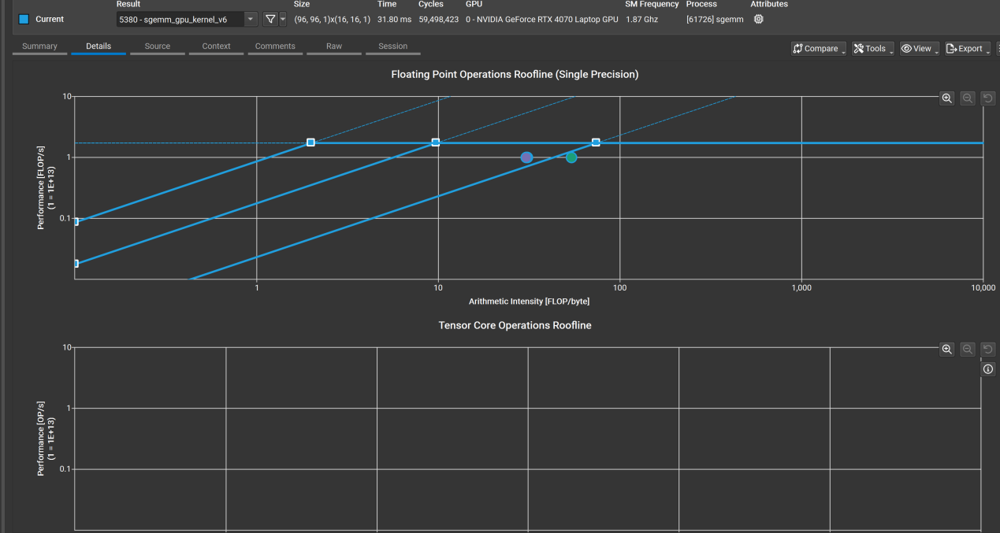 Result Size Time Cycles GPU SM Frequency Process Attributes
Current 5380 - sgemm_gpu_kernel_v6 (96, 96, 1)x(16, 16, 1) 31.80 ms 59,498,423 0 - NVIDIA GeForce RTX 4070 Laptop GPU 1.87 Ghz [61726] sgemm
Summary Details Source Context Comments Raw Session Compare Tools View Export
Floating Point Operations Roofline (Single Precision)
10
1
0.1
Performance [FLOP/s]
(1 = 1E+13)
1 10 100 1,000 10,000
Arithmetic Intensity [FLOP/byte]
Tensor Core Operations Roofline
10
1
0.1
Performance [OP/s]
(1 = 1E+13)